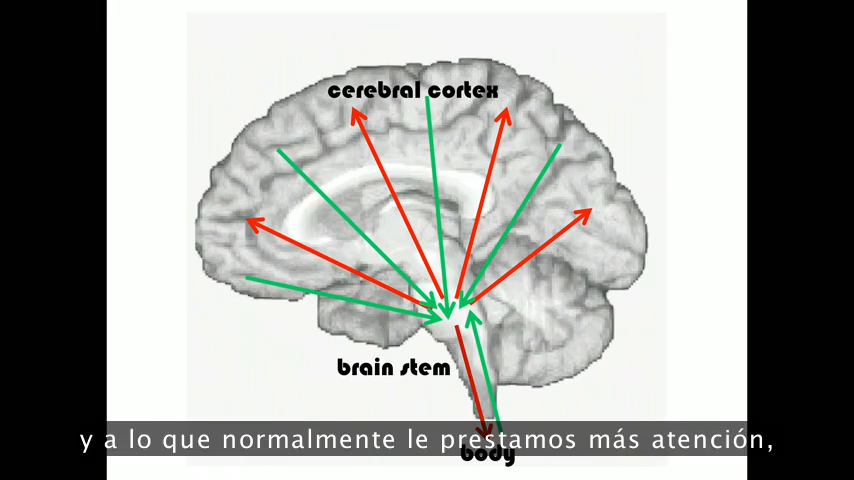 cerebral cortex
brain stem
y a lo que normalmente le prestamos más atención,
body